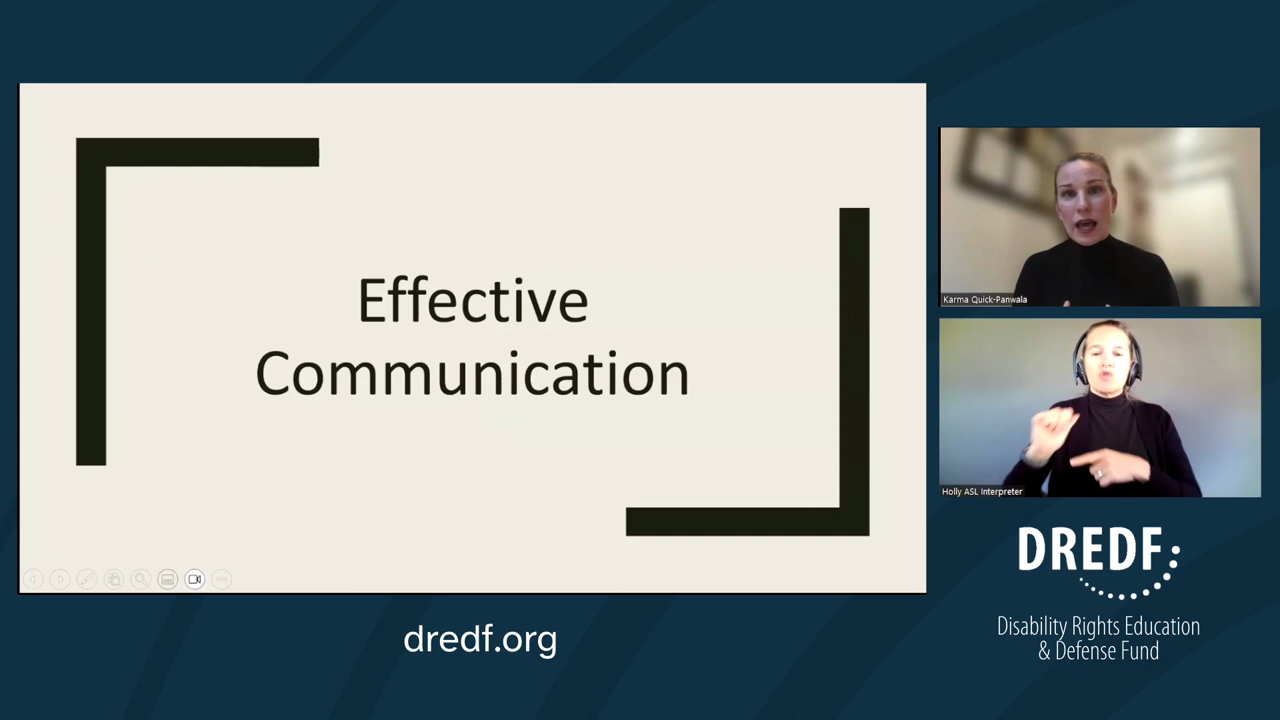 Effective
Communication
Karma Quick-Panwala
Holly ASL Interpreter
DREDF
Disability Rights Education
& Defense Fund
dredf.org